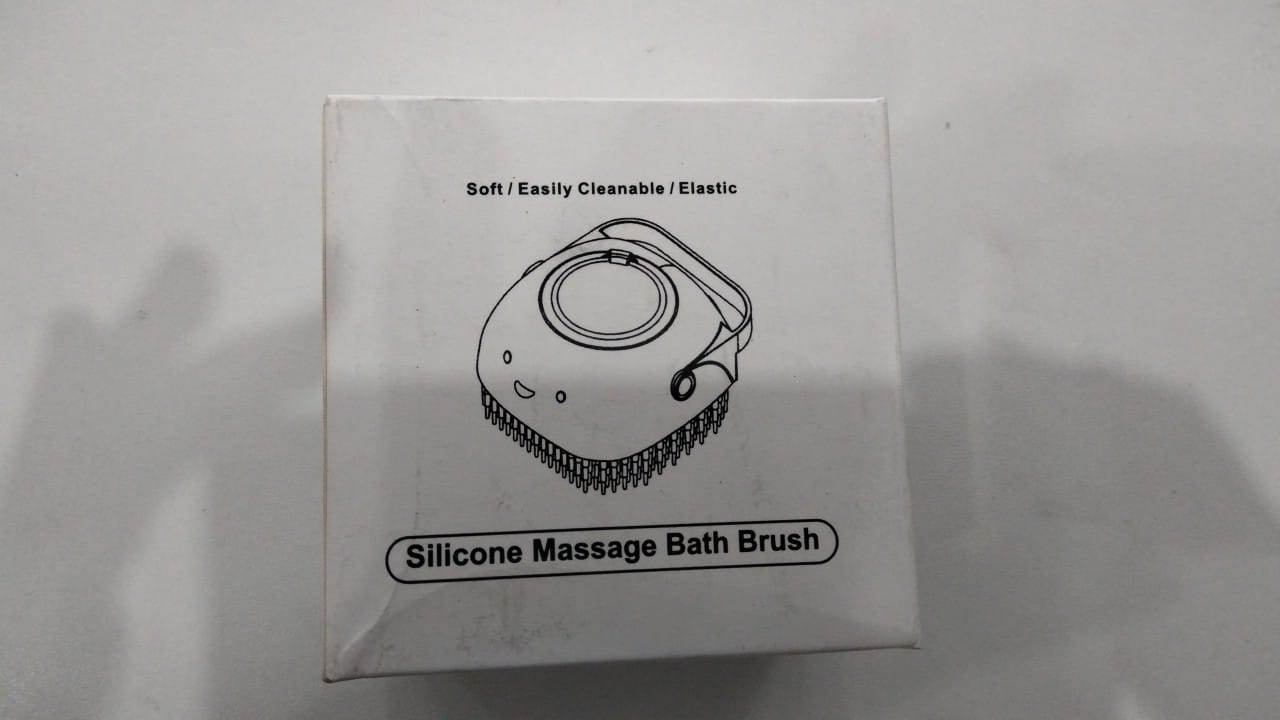 Soft / Easily Cleanable / Elastic
Silicone Massage Bath Brush